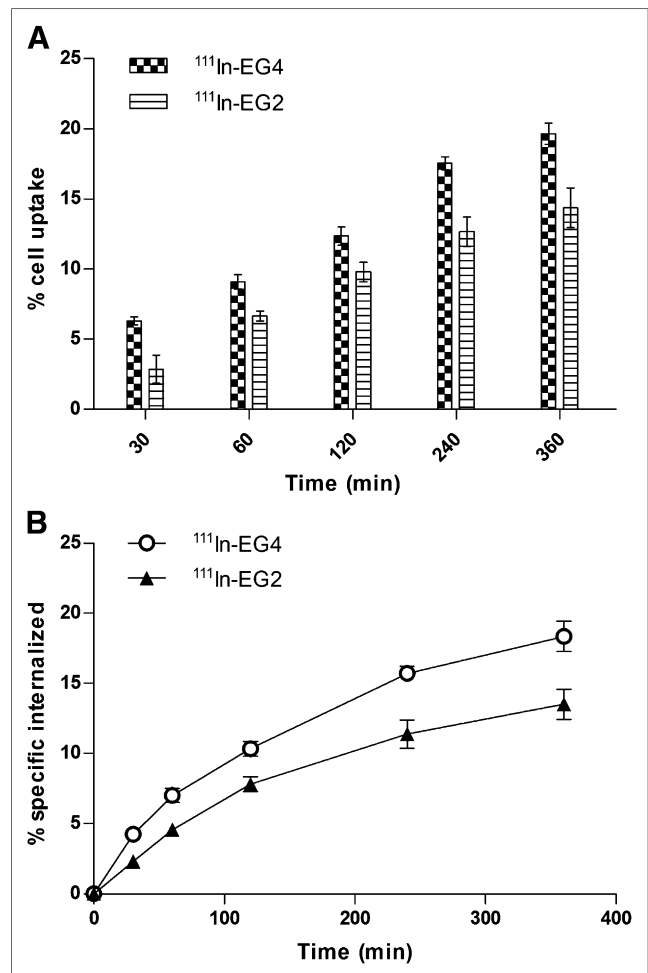 A
25
20
15
10
5
0
% cell uptake
¹¹¹In-EG4
¹¹¹In-EG2
30 60 120 240 360
Time (min)
B
25
20
15
10
5
0
% specific internalized
¹¹¹In-EG4
¹¹¹In-EG2
0 100 200 300 400
Time (min)